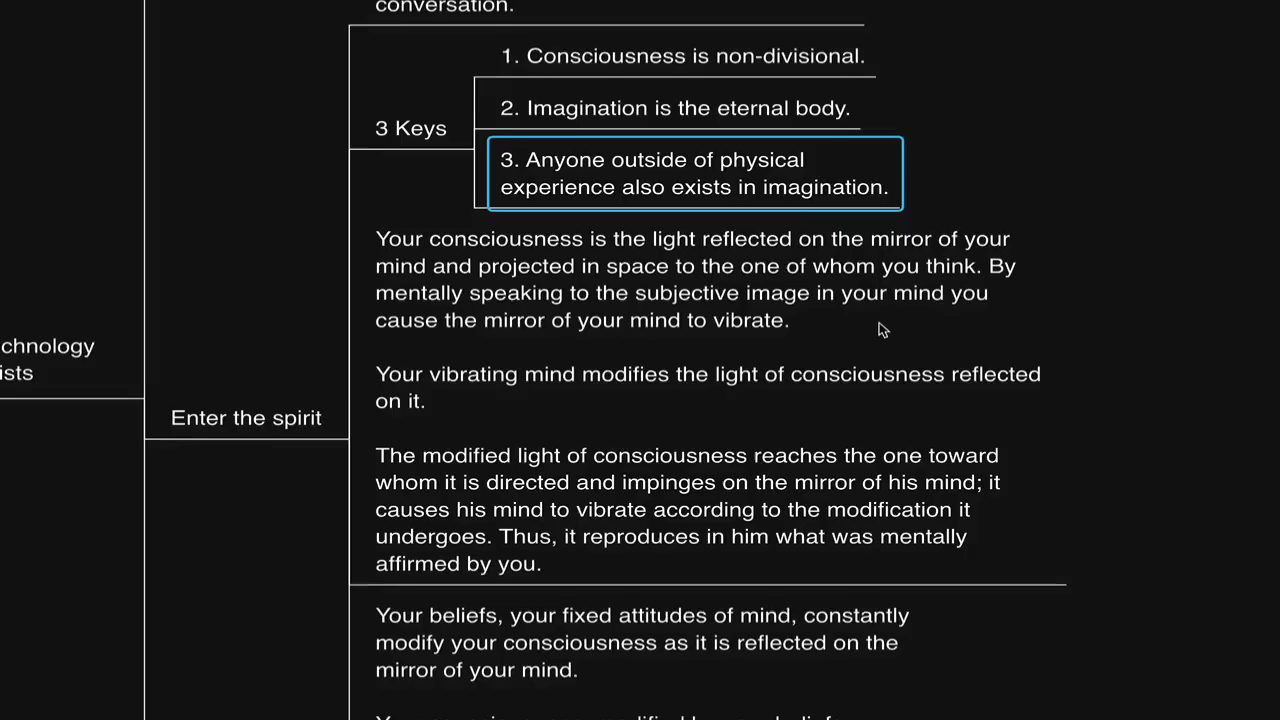 conversation.
1. Consciousness is non-divisional.
2. Imagination is the eternal body.
3 Keys
3. Anyone outside of physical
experience also exists in imagination.
Your consciousness is the light reflected on the mirror of your
mind and projected in space to the one of whom you think. By
mentally speaking to the subjective image in your mind you
cause the mirror of your mind to vibrate.
Your vibrating mind modifies the light of consciousness reflected
on it.
chnology
ists
Enter the spirit
The modified light of consciousness reaches the one toward
whom it is directed and impinges on the mirror of his mind; it
causes his mind to vibrate according to the modification it
undergoes. Thus, it reproduces in him what was mentally
affirmed by you.
Your beliefs, your fixed attitudes of mind, constantly
modify your consciousness as it is reflected on the
mirror of your mind.